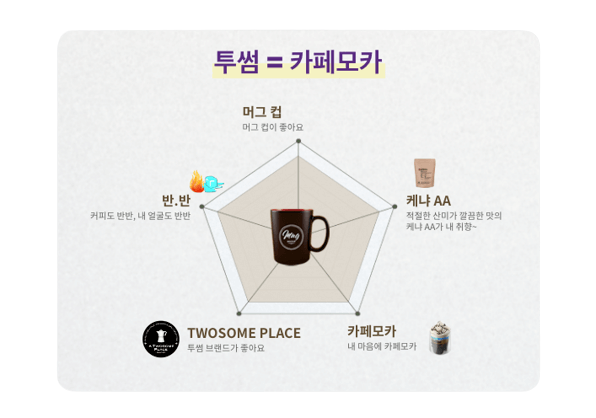 투썸 = 카페모카
머그 컵
머그 컵이 좋아요
반.반
커피도 반반, 내 얼굴도 반반
케냐 AA
적절한 산미가 깔끔한 맛의
케냐 AA가 내 취향~
Mug
TWOSOME PLACE
투썸 브랜드가 좋아요
카페모카
내 마음에 카페모카